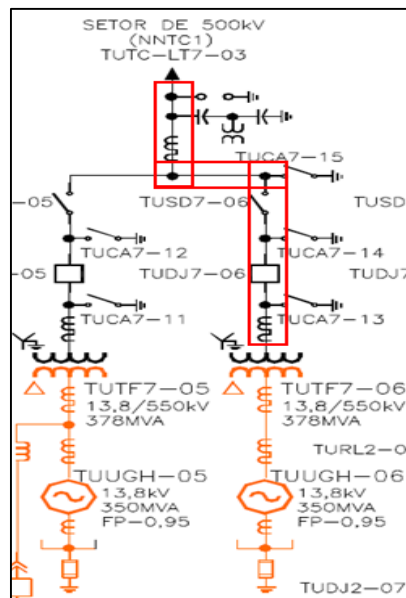 SETOR DE 500kV
(NNTC1)
TUTC-LT7-03
TUCA7-15
-05
TUSD7-06
TUSD
TUCA7-12
TUCA7-14
-05
TUDJ7-06
TUDJ7
TUCA7-11
TUCA7-13
TUTF7-05
13.8/550kV
378MVA
TUTF7-06
13.8/550kV
378MVA
TURL2-0
TUUGH-05
13,8kV
350MVA
FP-0.95
TUUGH-06
13,8kV
350MVA
FP-0.95
TUDJ2-07